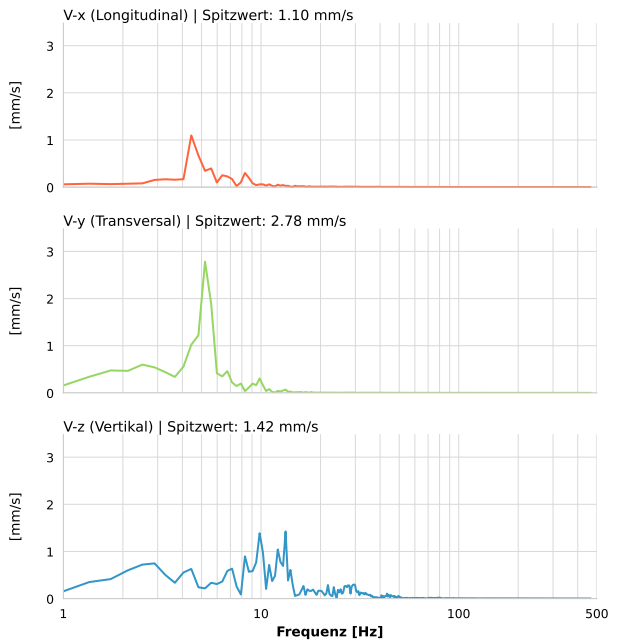 V-x (Longitudinal) | Spitzwert: 1.10 mm/s
3
2
1
0
[mm/s]
V-y (Transversal) | Spitzwert: 2.78 mm/s
3
2
1
0
[mm/s]
V-z (Vertikal) | Spitzwert: 1.42 mm/s
3
2
1
0
[mm/s]
1 10 100 500
Frequenz [Hz]